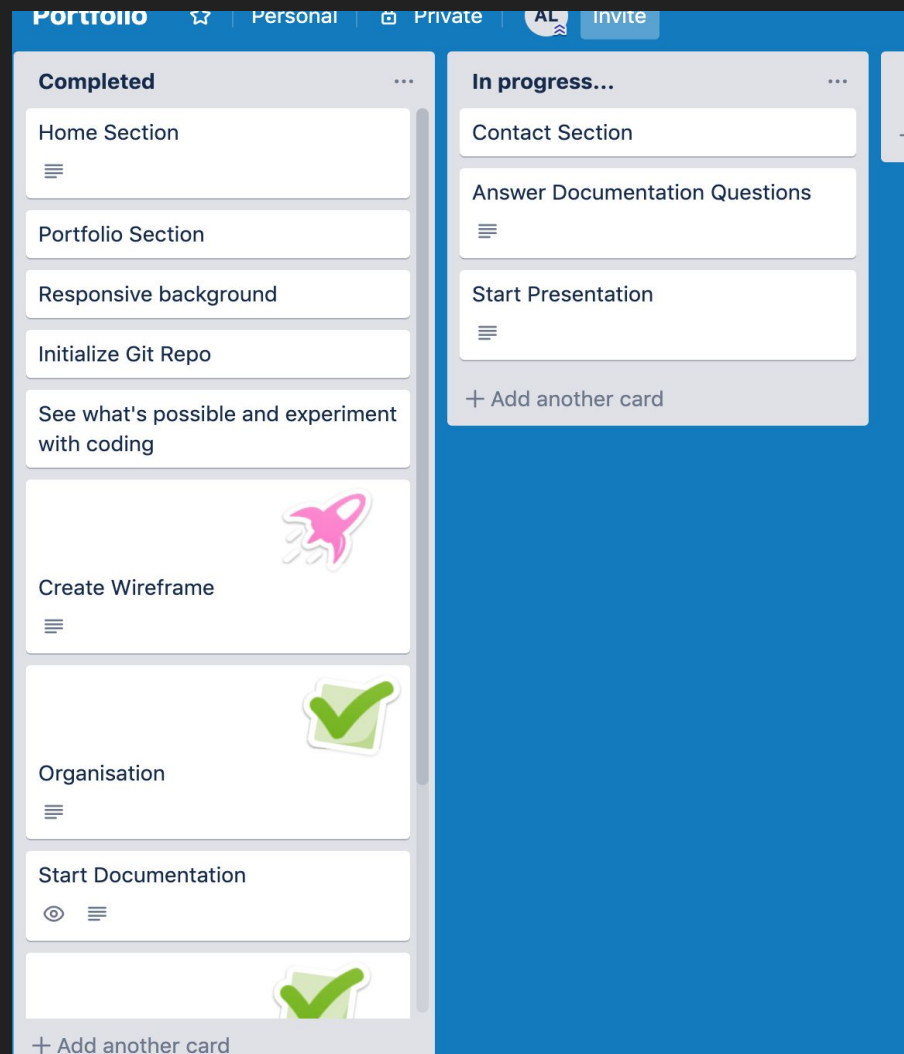 Portfolio
Personal
Private
AL
Invite
Completed
Home Section
Portfolio Section
Responsive background
Initialize Git Repo
See what's possible and experiment
with coding
Create Wireframe
Organisation
Start Documentation
+ Add another card
In progress...
Contact Section
Answer Documentation Questions
Start Presentation
+ Add another card